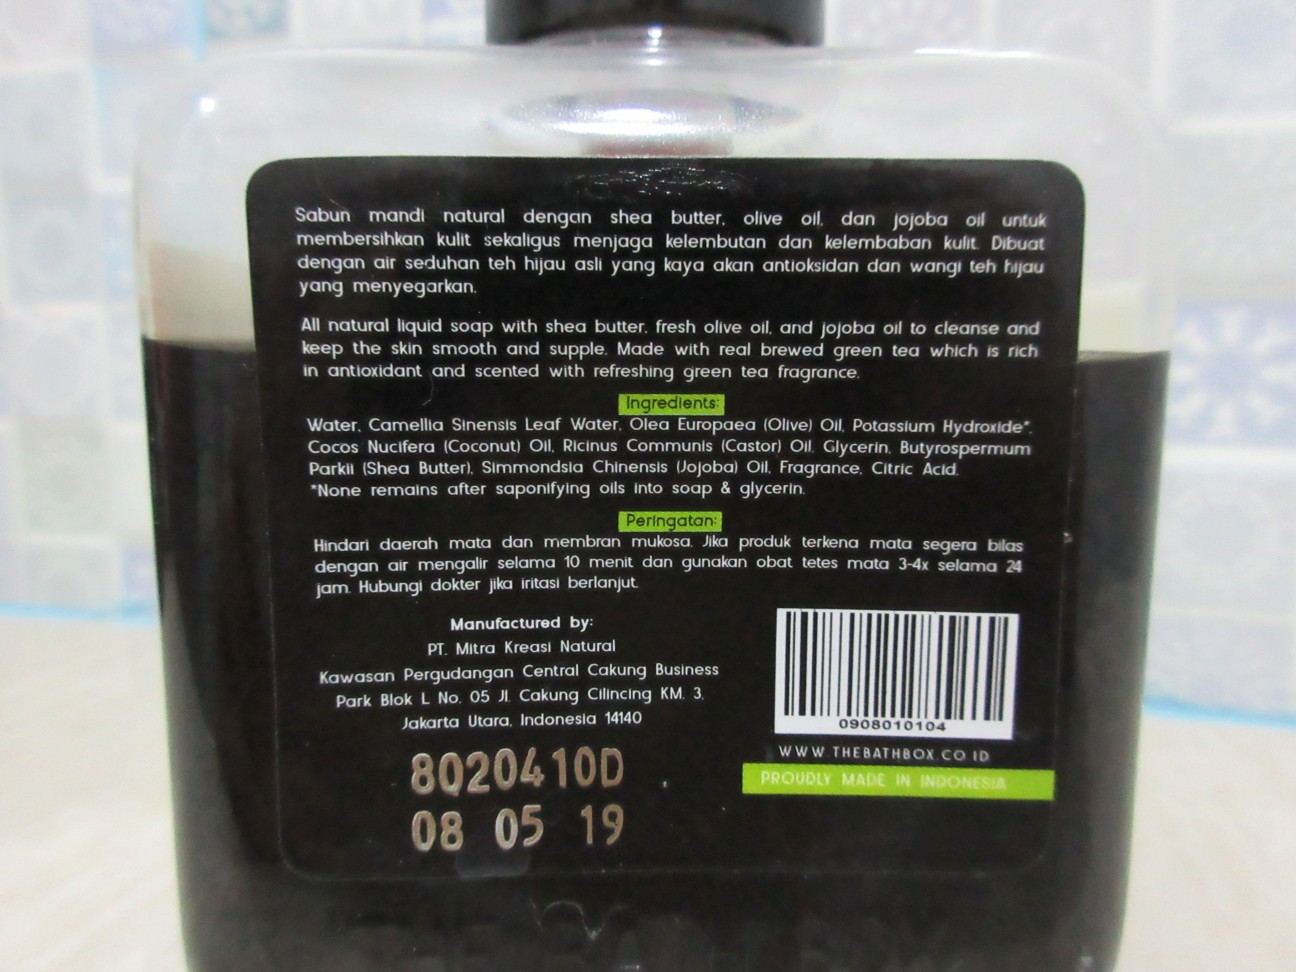 Sabun mandi natural dengan shea butter, olive oil, dan jojoba oil untuk
membersihkan kulit sekaligus menjaga kelembutan dan kelembaban kulit. Dibuat
dengan air seduhan teh hijau asli yang kaya akan antioksidan dan wangi teh hijau
yang menyegarkan.
All natural liquid soap with shea butter, fresh olive oil, and jojoba oil to cleanse and
keep the skin smooth and supple. Made with real brewed green tea which is rich
in antioxidant and scented with refreshing green tea fragrance.
Ingredients:
Water, Camellia Sinensis Leaf Water, Olea Europaea (Olive) Oil, Potassium Hydroxide*,
Cocos Nucifera (Coconut) Oil, Ricinus Communis (Castor) Oil, Glycerin, Butyrospermum
Parkii (Shea Butter), Simmondsia Chinensis (Jojoba) Oil, Fragrance, Citric Acid.
*None remains after saponifying oils into soap & glycerin.
Peringatan:
Hindari daerah mata dan membran mukosa. Jika produk terkena mata segera bilas
dengan air mengalir selama 10 menit dan gunakan obat tetes mata 3-4x selama 24
jam. Hubungi dokter jika iritasi berlanjut.
Manufactured by:
PT. Mitra Kreasi Natural
Kawasan Pergudangan Central Cakung Business
Park Blok L No. 05 Jl. Cakung Cilincing KM. 3,
Jakarta Utara, Indonesia 14140
8Q20410D
08 05 19
0908010104
WWW.THEBATHBOX.CO.ID
PROUDLY MADE IN INDONESIA